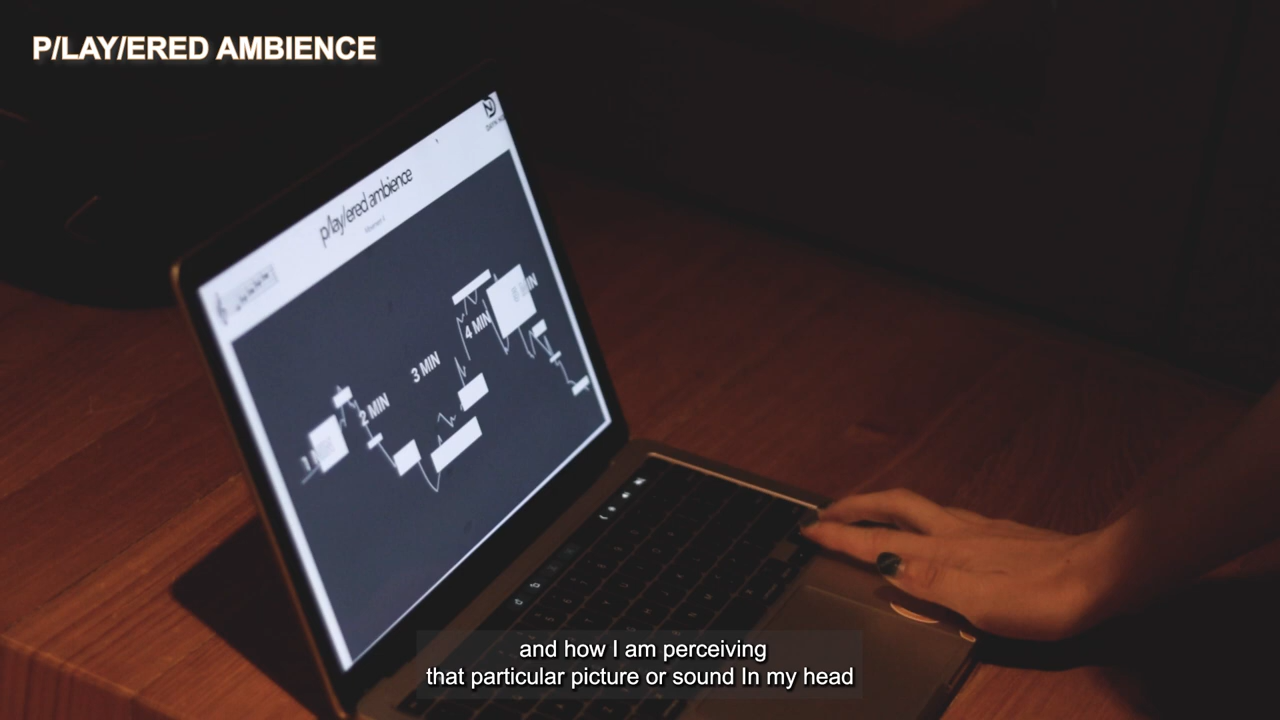 P/LAY/ERED AMBIENCE
p/lay/ered ambience
4 MIN
3 MIN
2 MIN
and how I am perceiving
that particular picture or sound In my head